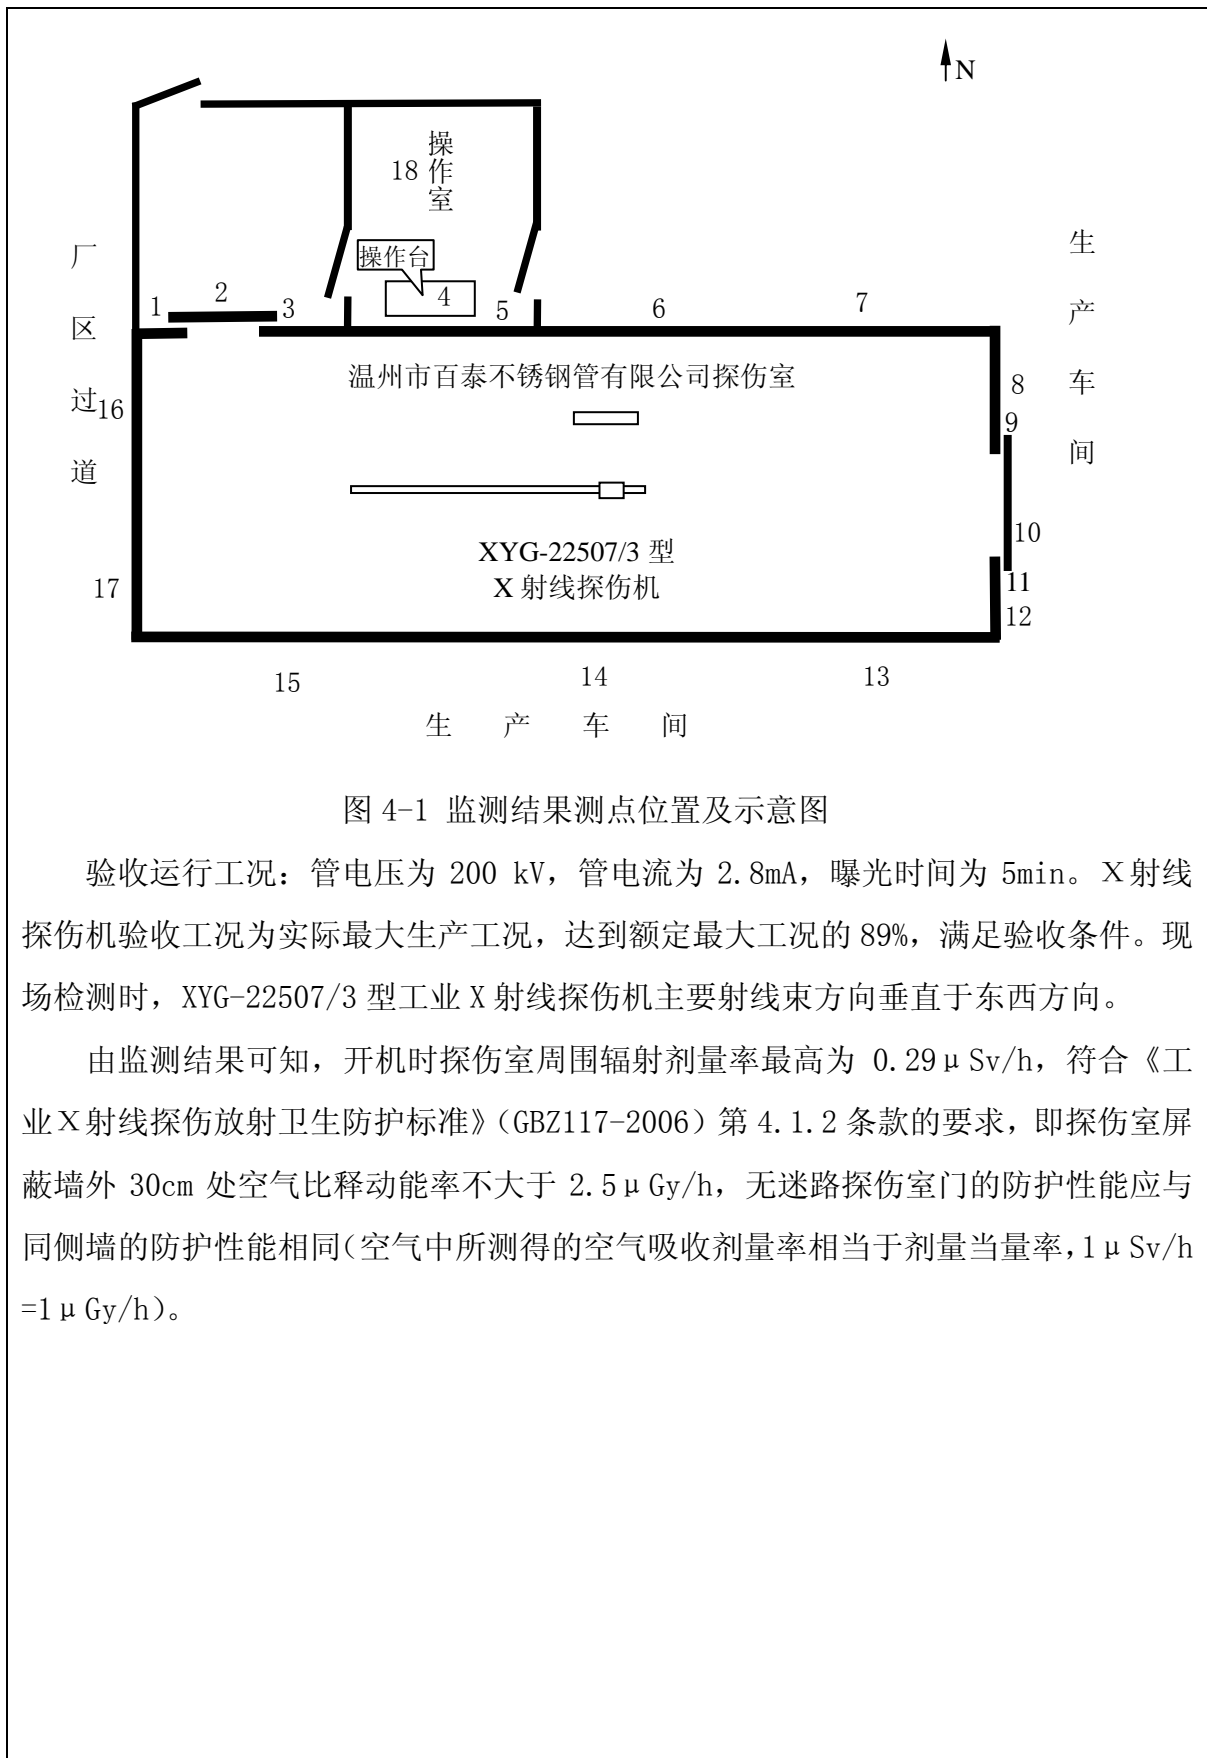 N
操作室
18
操作台
厂区过道
生产车间
1
2
3
4
5
6
7
温州市百泰不锈钢管有限公司探伤室
8
9
16
10
XYG-22507/3 型
X 射线探伤机
11
17
12
15
14
13
生 产 车 间
图 4-1 监测结果测点位置及示意图
验收运行工况：管电压为 200 kV，管电流为 2.8mA，曝光时间为 5min。X射线
探伤机验收工况为实际最大生产工况，达到额定最大工况的 89%，满足验收条件。现
场检测时，XYG-22507/3 型工业 X 射线探伤机主要射线束方向垂直于东西方向。
由监测结果可知，开机时探伤室周围辐射剂量率最高为 0.29μSv/h，符合《工
业X射线探伤放射卫生防护标准》（GBZ117-2006）第 4.1.2 条款的要求，即探伤室屏
蔽墙外 30cm 处空气比释动能率不大于 2.5μGy/h，无迷路探伤室门的防护性能应与
同侧墙的防护性能相同（空气中所测得的空气吸收剂量率相当于剂量当量率，1μSv/h
=1μGy/h）。